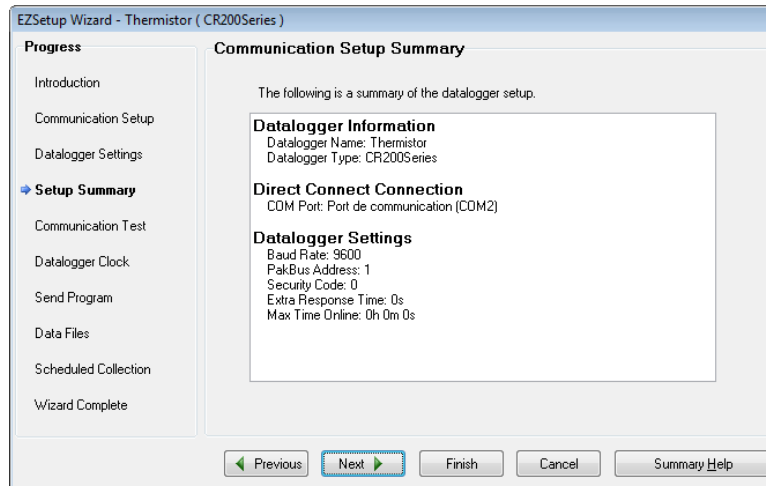 EZSetup Wizard - Thermistor ( CR200Series )
Progress
Introduction
Communication Setup
Datalogger Settings
Setup Summary
Communication Test
Datalogger Clock
Send Program
Data Files
Scheduled Collection
Wizard Complete
Communication Setup Summary
The following is a summary of the datalogger setup.
Datalogger Information
Datalogger Name: Thermistor
Datalogger Type: CR200Series
Direct Connect Connection
COM Port: Port de communication (COM2)
Datalogger Settings
Baud Rate: 9600
PakBus Address: 1
Security Code: 0
Extra Response Time: 0s
Max Time Online: 0h 0m 0s
Previous Next Finish Cancel Summary Help